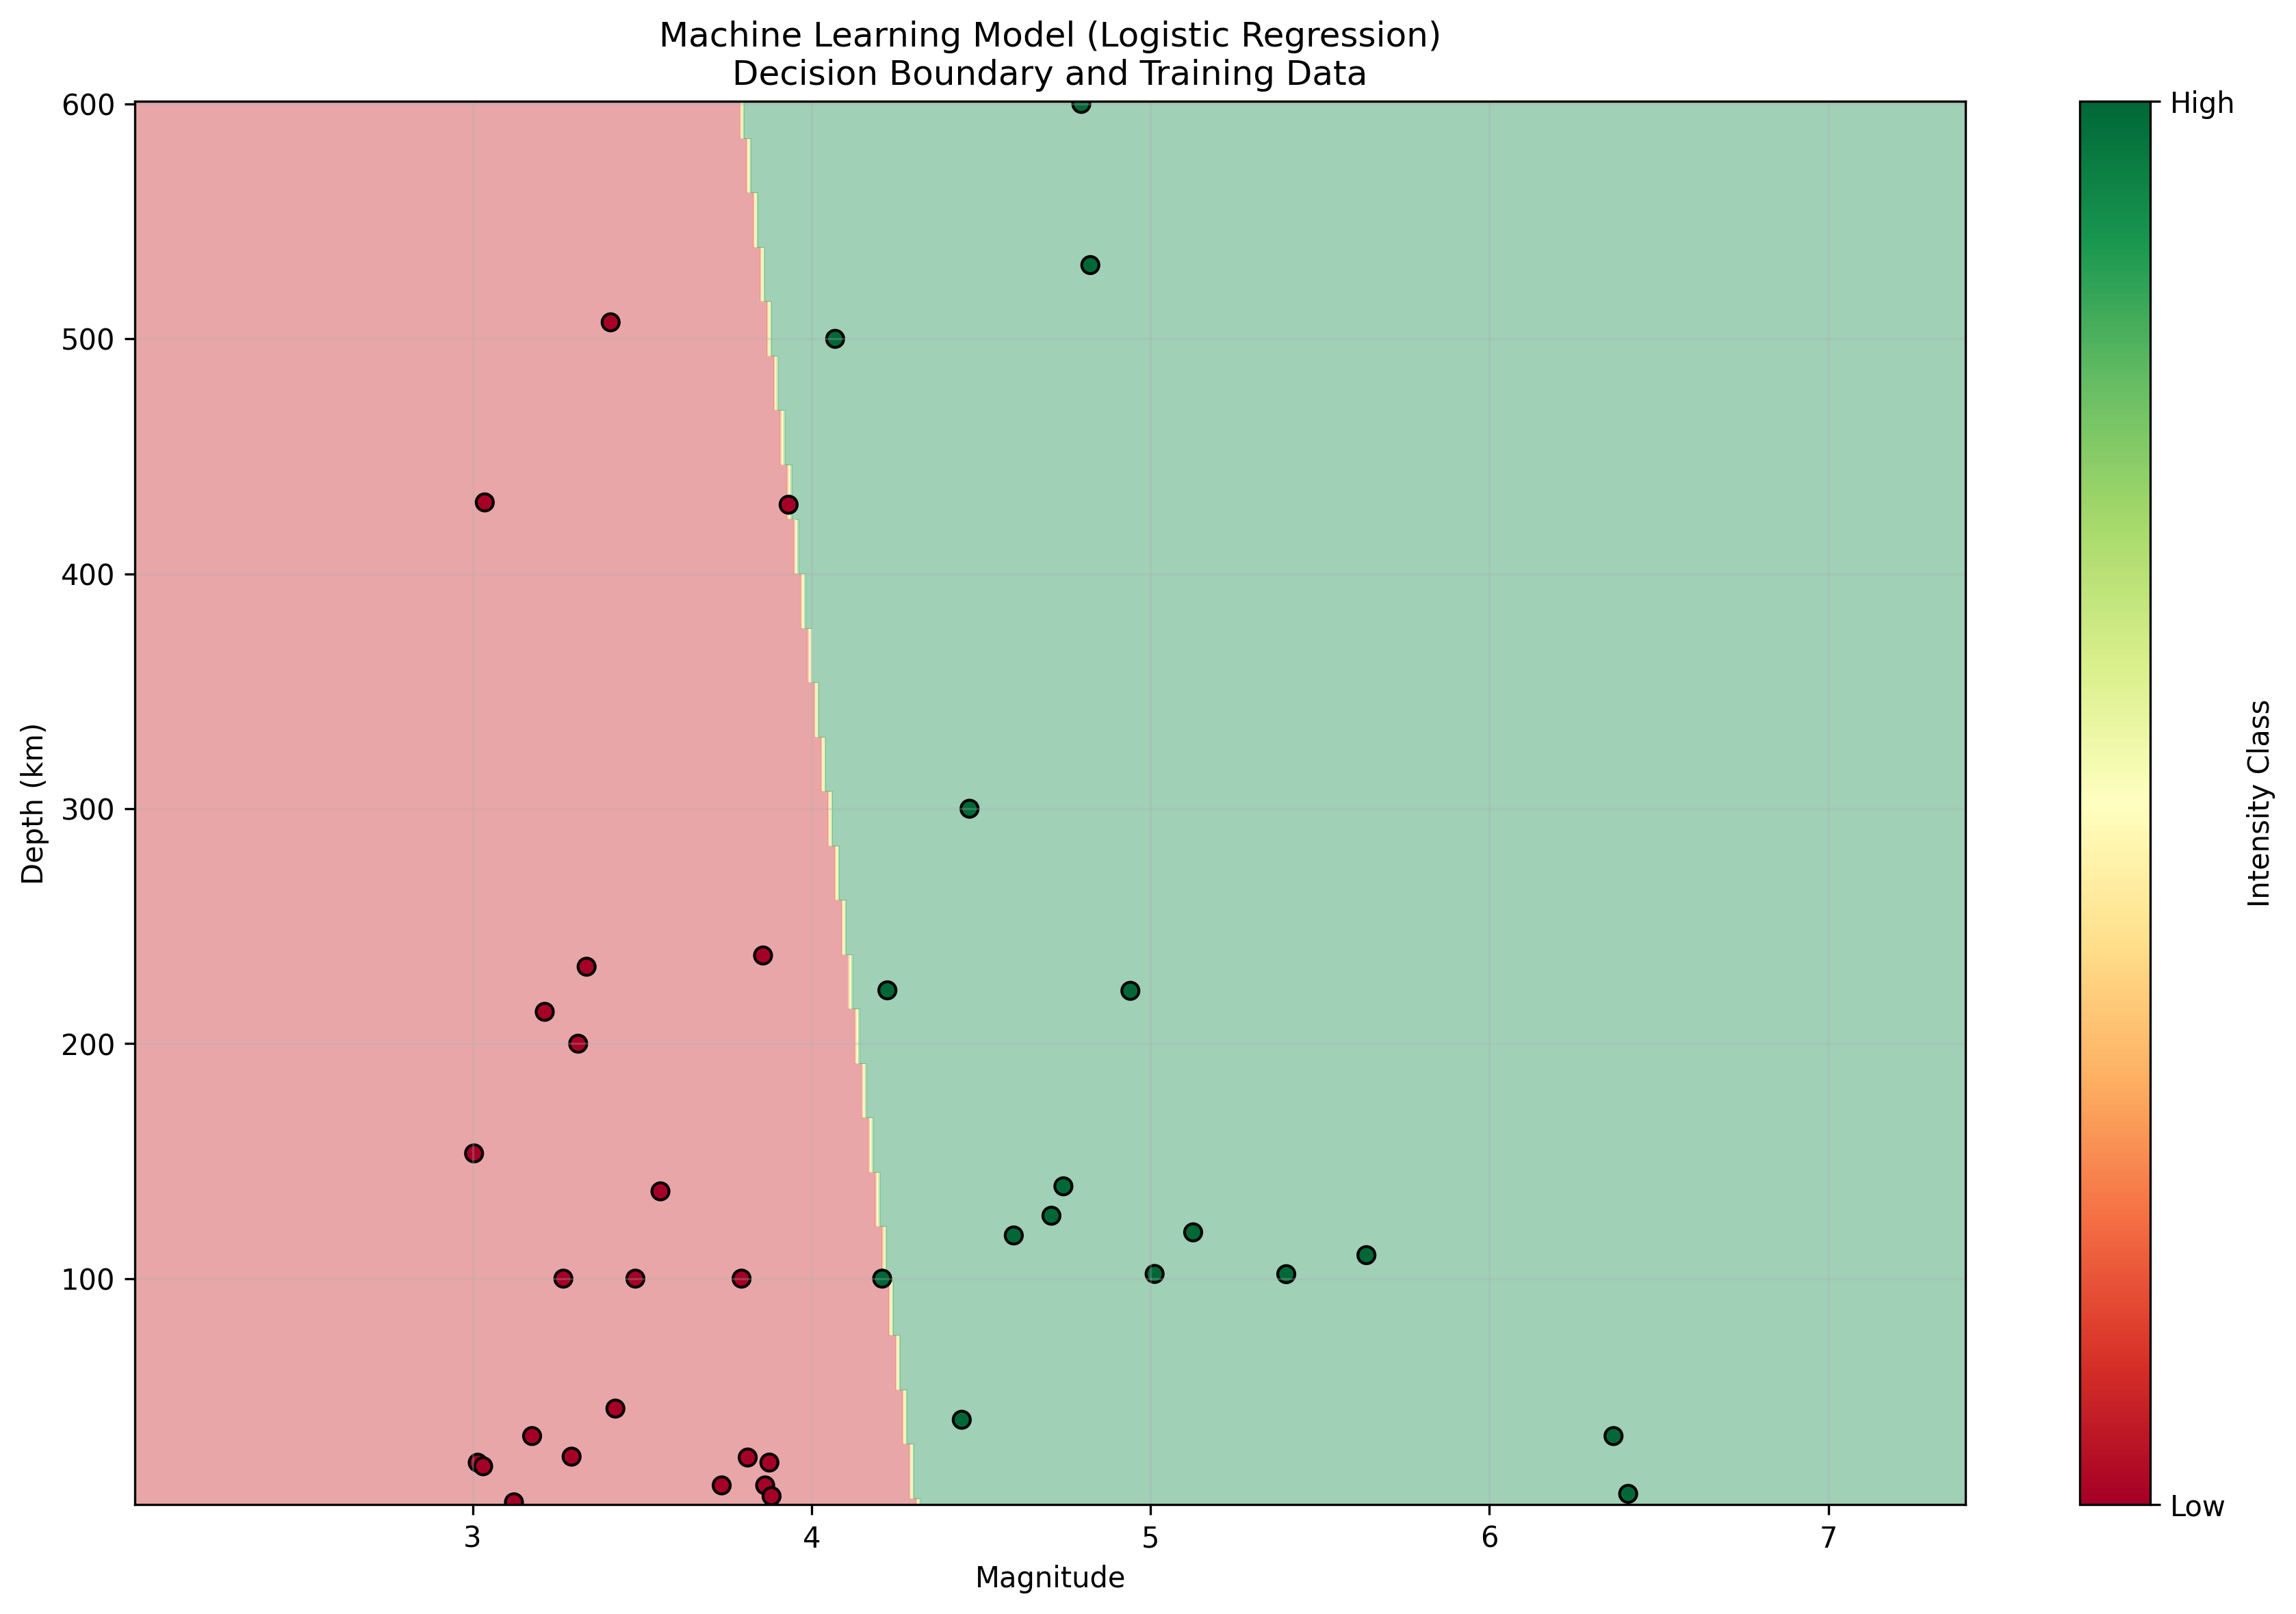 Machine Learning Model (Logistic Regression)
Decision Boundary and Training Data
600
500
400
300
200
100
Depth (km)
3 4 5 6 7
Magnitude
High
Low
Intensity Class